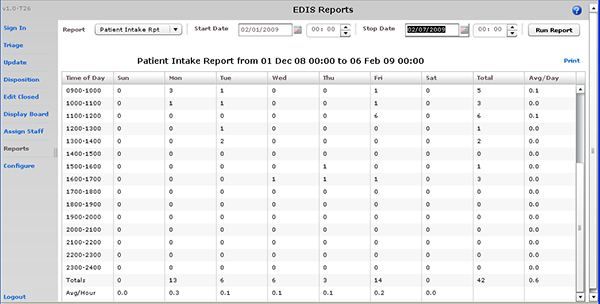 v1.0-T26
EDIS Reports
?
Sign In
Triage
Update
Disposition
Edit Closed
Display Board
Assign Staff
Reports
Configure
Logout
Report Patient Intake Rpt Start Date 02/01/2009 00: 00 Stop Date 02/07/2009 00: 00 Run Report
Patient Intake Report from 01 Dec 08 00:00 to 06 Feb 09 00:00 Print
Time of Day Sun Mon Tue Wed Thu Fri Sat Total Avg/Day
0900-1000 0 3 1 0 0 1 0 5 0.1
1000-1100 0 1 1 0 0 1 0 3 0.0
1100-1200 0 0 0 0 0 6 0 6 0.1
1200-1300 0 0 1 0 0 0 0 1 0.0
1300-1400 0 0 2 0 0 0 0 2 0.0
1400-1500 0 0 0 0 0 0 0 0 0.0
1500-1600 0 0 0 0 1 0 0 1 0.0
1600-1700 0 0 0 1 1 1 0 3 0.0
1700-1800 0 0 0 0 0 0 0 0 0.0
1800-1900 0 0 0 0 0 0 0 0 0.0
1900-2000 0 0 0 0 0 0 0 0 0.0
2000-2100 0 0 0 0 0 0 0 0 0.0
2100-2200 0 0 0 0 0 0 0 0 0.0
2200-2300 0 0 0 0 0 0 0 0 0.0
2300-2400 0 0 0 0 0 0 0 0 0.0
Totals 0 13 6 6 3 14 0 42 0.6
Avg/Hour 0.0 0.3 0.1 0.1 0.1 0.2 0.0